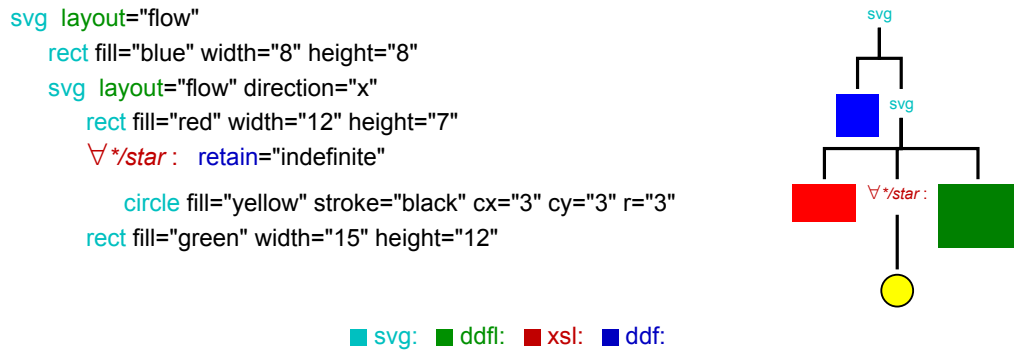 svg layout="flow"
rect fill="blue" width="8" height="8"
svg layout="flow" direction="x"
rect fill="red" width="12" height="7"
∀*/star : retain="indefinite"
circle fill="yellow" stroke="black" cx="3" cy="3" r="3"
rect fill="green" width="15" height="12"
svg
svg
∀*/star :
svg: ddfl: xsl: ddf: